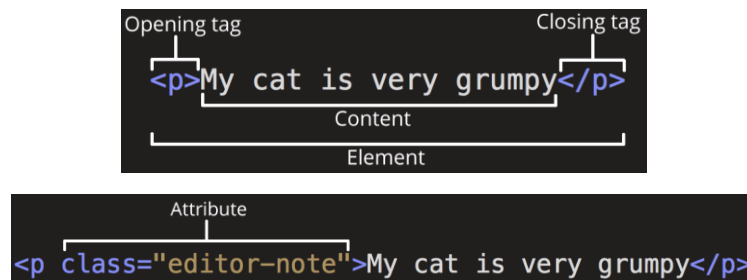 Opening tag Closing tag
<p>My cat is very grumpy</p>
Content
Element
Attribute
<p class="editor-note">My cat is very grumpy</p>